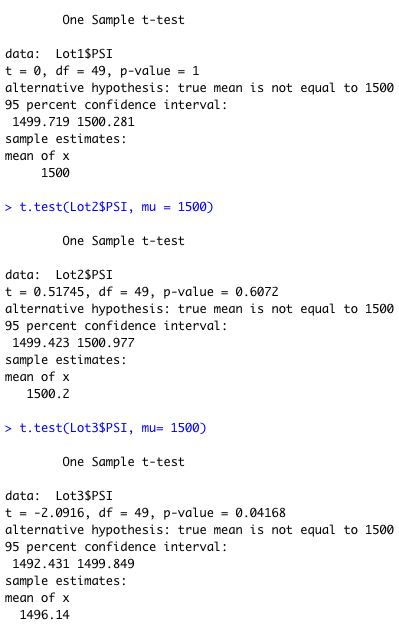 One Sample t-test
data:  Lot1$PSI
t = 0, df = 49, p-value = 1
alternative hypothesis: true mean is not equal to 1500
95 percent confidence interval:
1499.719 1500.281
sample estimates:
mean of x
1500
> t.test(Lot2$PSI, mu = 1500)
One Sample t-test
data:  Lot2$PSI
t = 0.51745, df = 49, p-value = 0.6072
alternative hypothesis: true mean is not equal to 1500
95 percent confidence interval:
1499.423 1500.977
sample estimates:
mean of x
1500.2
> t.test(Lot3$PSI, mu= 1500)
One Sample t-test
data:  Lot3$PSI
t = -2.0916, df = 49, p-value = 0.04168
alternative hypothesis: true mean is not equal to 1500
95 percent confidence interval:
1492.431 1499.849
sample estimates:
mean of x
1496.14